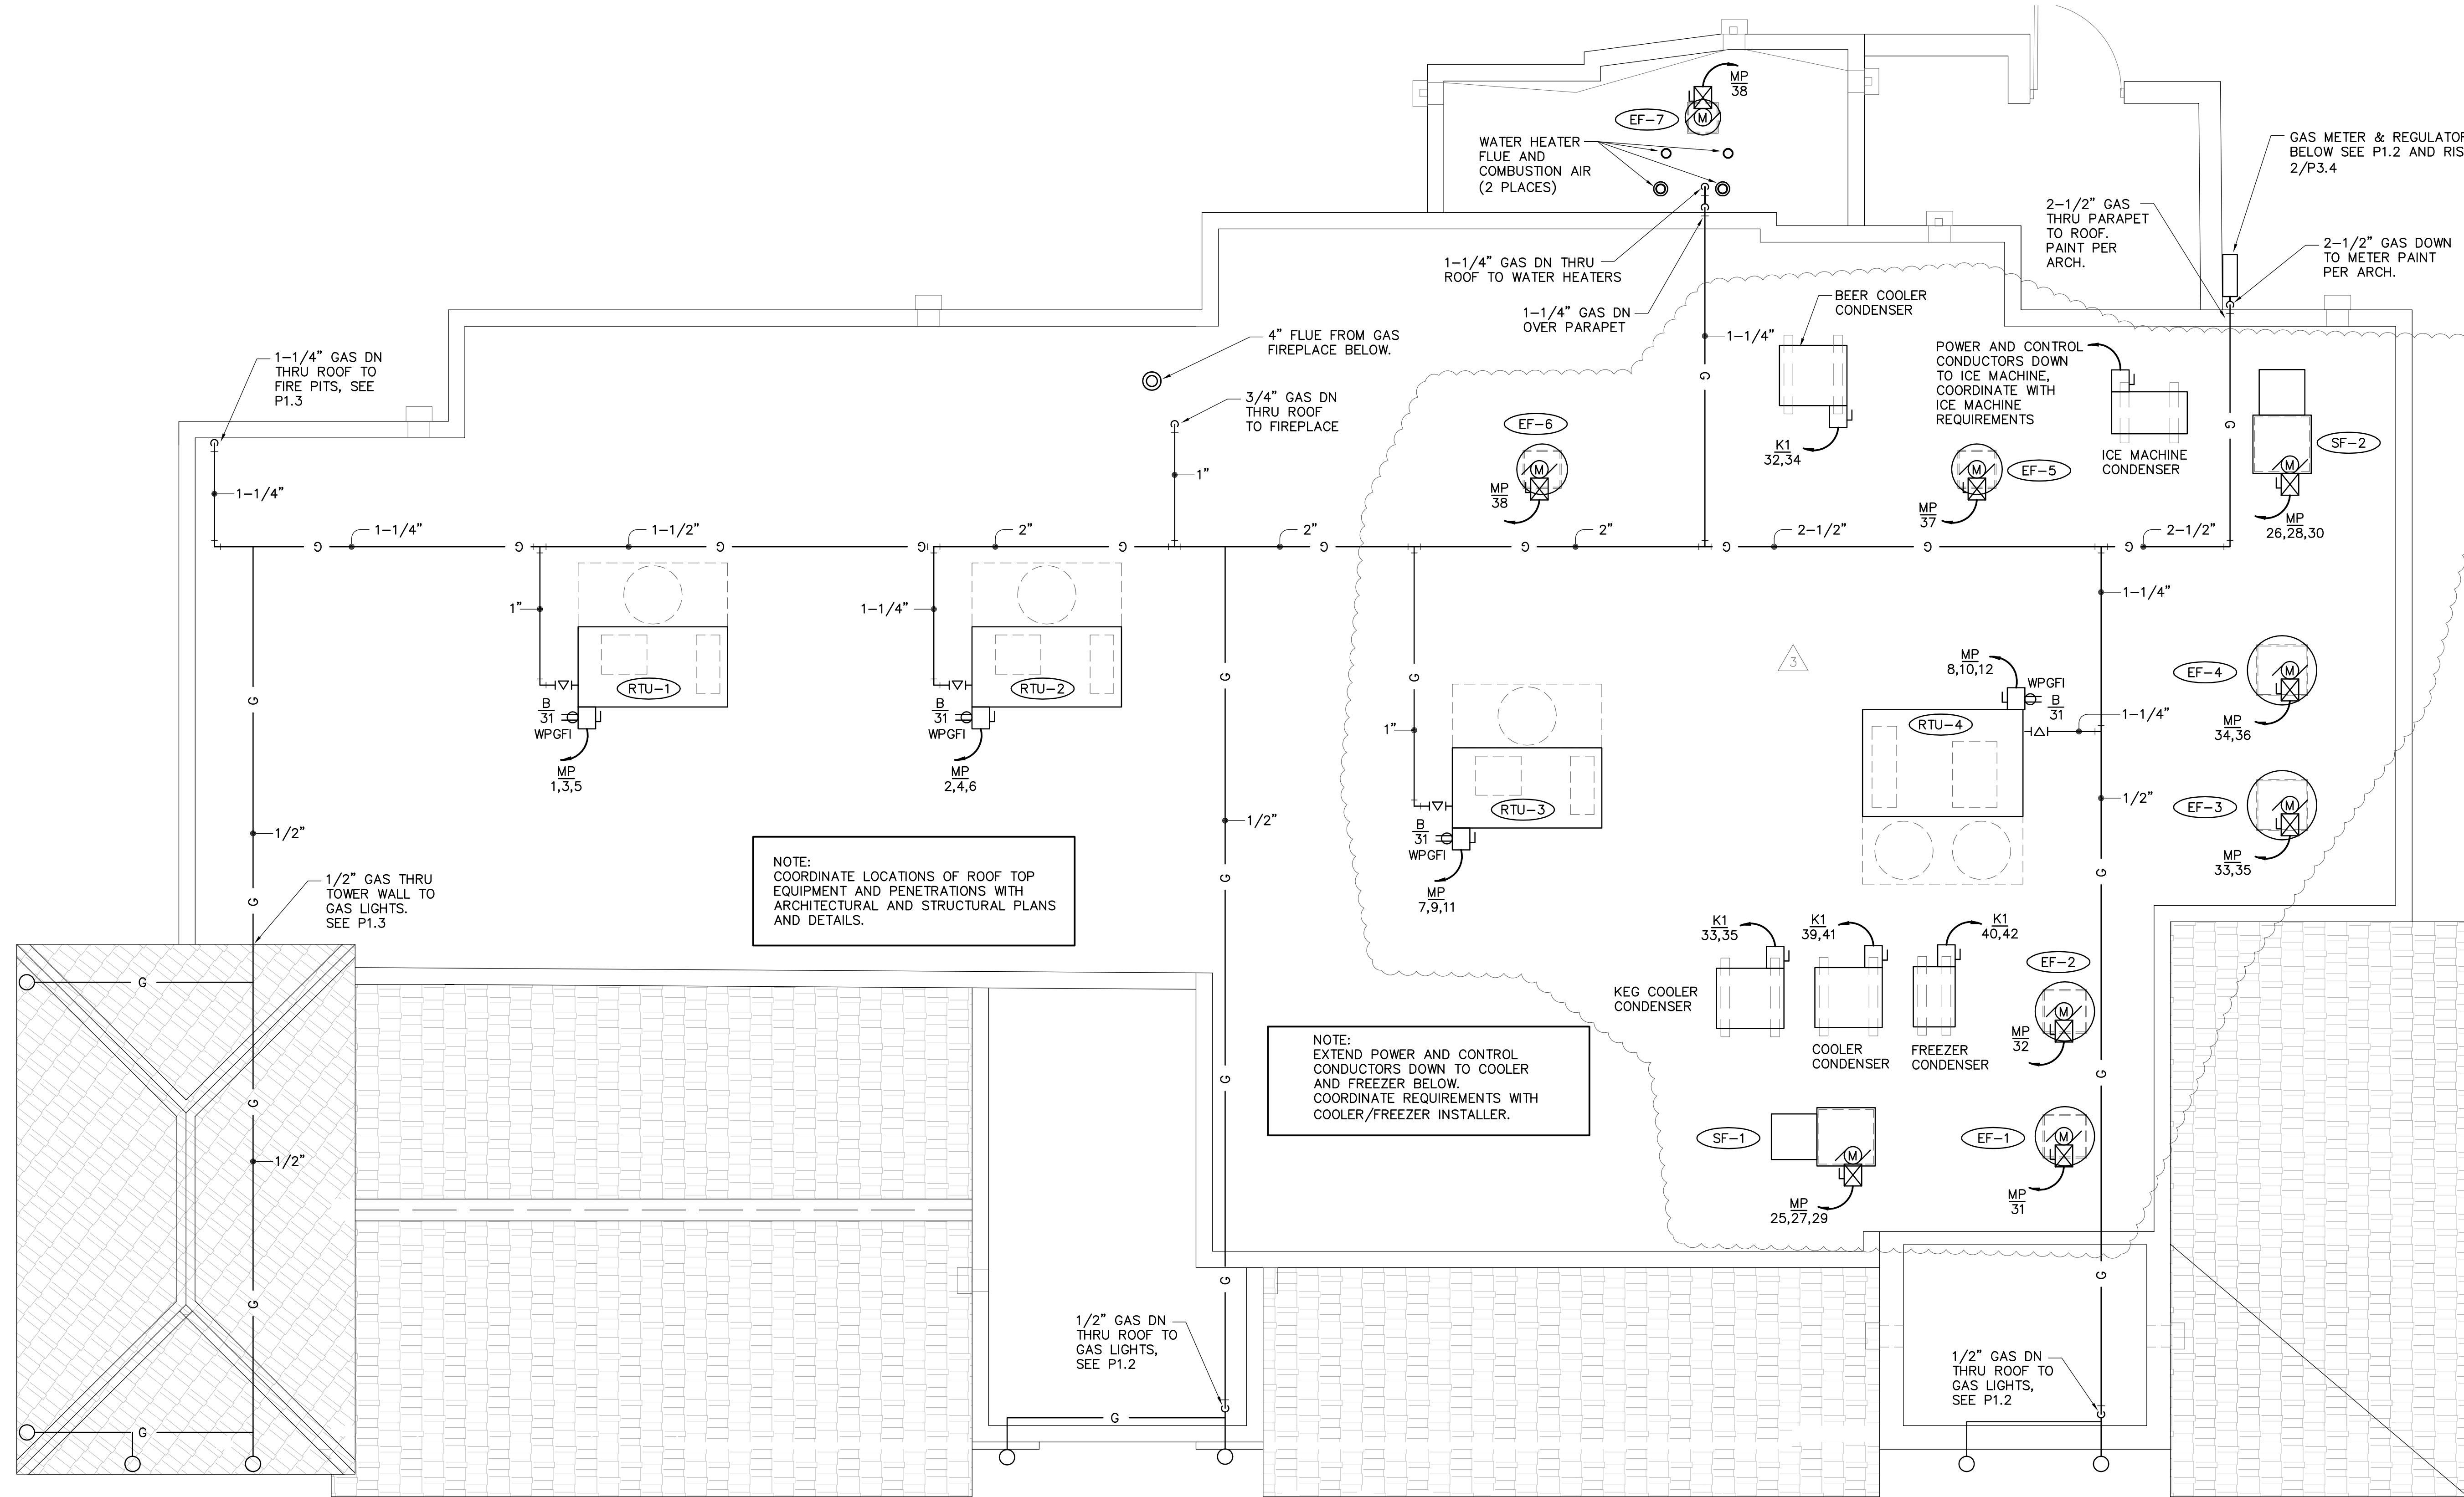 MP
38
EF-7
WATER HEATER
FLUE AND
COMBUSTION AIR
(2 PLACES)
GAS METER & REGULATOR
BELOW SEE P1.2 AND RIS
2/P3.4
2-1/2" GAS
THRU PARAPET
TO ROOF.
PAINT PER
ARCH.
2-1/2" GAS DOWN
TO METER PAINT
PER ARCH.
1-1/4" GAS DN THRU
ROOF TO WATER HEATERS
1-1/4" GAS DN
OVER PARAPET
BEER COOLER
CONDENSER
1-1/4"
G
4" FLUE FROM GAS
FIREPLACE BELOW.
1-1/4" GAS DN
THRU ROOF TO
FIRE PITS, SEE
P1.3
3/4" GAS DN
THRU ROOF
TO FIREPLACE
POWER AND CONTROL
CONDUCTORS DOWN
TO ICE MACHINE,
COORDINATE WITH
ICE MACHINE
REQUIREMENTS
ICE MACHINE
CONDENSER
G
SF-2
MP
26,28,30
EF-6
MP
38
K1
32,34
EF-5
MP
37
1-1/4"
1"
G 1-1/4" G 1-1/2" G G 2" G 2" G G 2" G 2-1/2" G G 2-1/2"
1"
1-1/4"
1-1/4"
RTU-1
B
31
WPGFI
MP
1,3,5
RTU-2
B
31
WPGFI
MP
2,4,6
G
G
G
1"
RTU-3
B
31
WPGFI
MP
7,9,11
3
MP
8,10,12
WPGFI
B
31
RTU-4
1-1/4"
1/2"
EF-4
MP
34,36
EF-3
MP
33,35
1/2"
1/2"
G
G
G
G
1/2" GAS THRU
TOWER WALL TO
GAS LIGHTS.
SEE P1.3
NOTE:
COORDINATE LOCATIONS OF ROOF TOP
EQUIPMENT AND PENETRATIONS WITH
ARCHITECTURAL AND STRUCTURAL PLANS
AND DETAILS.
K1
33,35
K1
39,41
K1
40,42
KEG COOLER
CONDENSER
COOLER
CONDENSER
FREEZER
CONDENSER
EF-2
MP
32
NOTE:
EXTEND POWER AND CONTROL
CONDUCTORS DOWN TO COOLER
AND FREEZER BELOW.
COORDINATE REQUIREMENTS WITH
COOLER/FREEZER INSTALLER.
G
G
G
G
1/2"
SF-1
MP
25,27,29
EF-1
MP
31
G
G
G
G
1/2" GAS DN
THRU ROOF TO
GAS LIGHTS,
SEE P1.2
1/2" GAS DN
THRU ROOF TO
GAS LIGHTS,
SEE P1.2
G
G